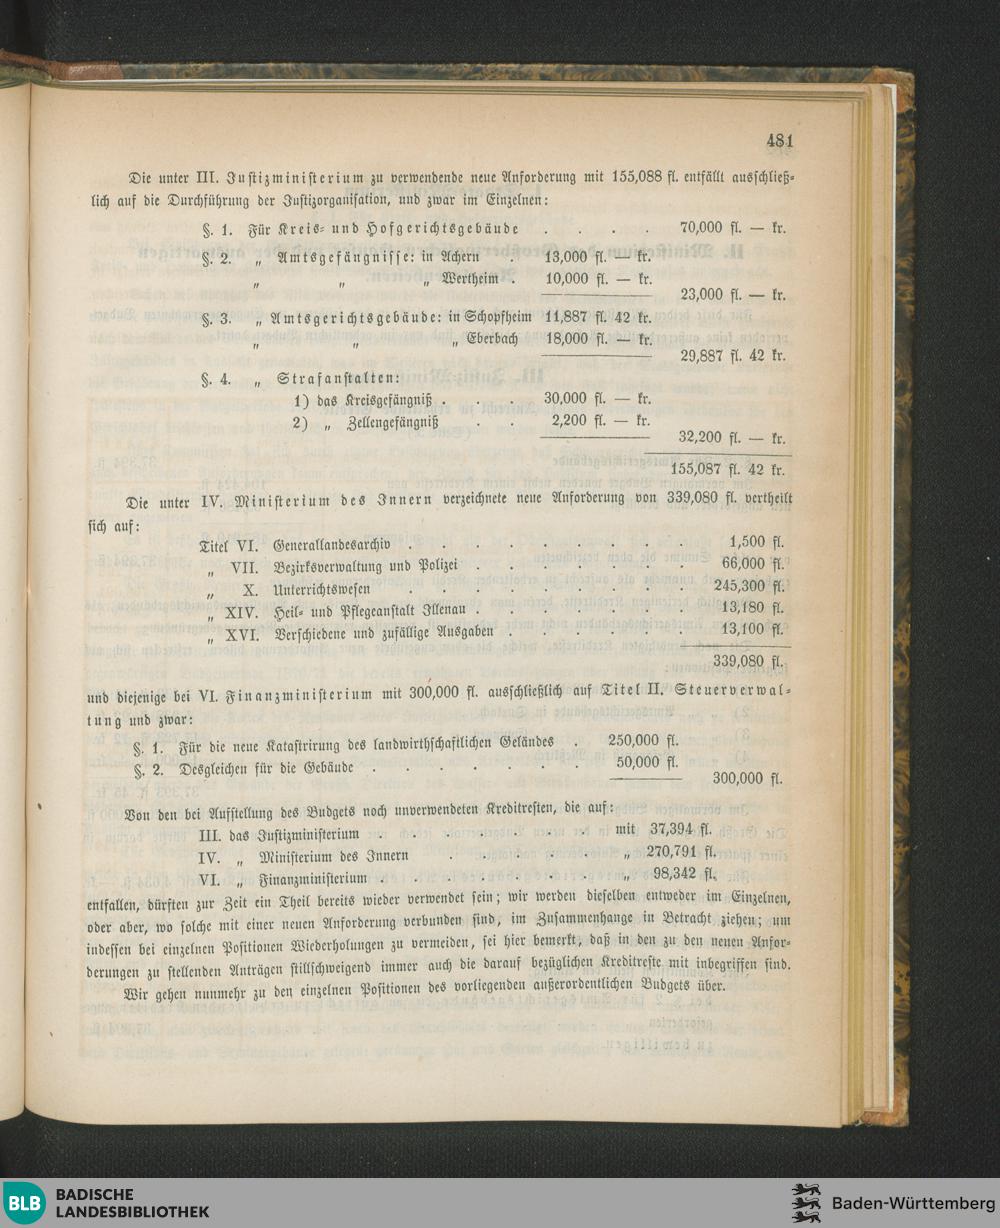 481
Die unter III. Justizministerium zu verwendende neue Anforderung mit 155,088 fl. entfällt ausschließ-
lich auf die Durchführung der Justizorganisation, und zwar im Einzelnen:
§. 1. Für Kreis- und Hofgerichtsgebäude . . . . 70,000 fl. — kr.
§. 2. „ Amtsgefängnisse: in Achern . 13,000 fl. — kr.
„ „ „ Wertheim . 10,000 fl. — kr.
23,000 fl. — kr.
§. 3. „ Amtsgerichtsgebäude: in Schopfheim 11,887 fl. 42 kr.
„ „ „ Eberbach 18,000 fl. — kr.
29,887 fl. 42 kr.
§. 4. „ Strafanstalten:
1) das Kreisgefängniß . . . 30,000 fl. — kr.
2) „ Zellengefängniß . . 2,200 fl. — kr.
32,200 fl. — kr.
155,087 fl. 42 kr.
Die unter IV. Ministerium des Innern verzeichnete neue Anforderung von 339,080 fl. vertheilt
sich auf:
Titel VI. Generallandesarchiv . . . . . . . . . 1,500 fl.
„ VII. Bezirksverwaltung und Polizei . . . . . . . 66,000 fl.
„ X. Unterrichtswesen . . . . . . . . . 245,300 fl.
„ XIV. Heil- und Pflegeanstalt Illenau . . . . . . . 13,180 fl.
„ XVI. Verschiedene und zufällige Ausgaben . . . . . . 13,100 fl.
339,080 fl.
und diejenige bei VI. Finanzministerium mit 300,000 fl. ausschließlich auf Titel II. Steuerverwal-
tung und zwar:
§. 1. Für die neue Katastrirung des landwirthschaftlichen Geländes . 250,000 fl.
§. 2. Desgleichen für die Gebäude . . . . . . . 50,000 fl.
300,000 fl.
Von den bei Aufstellung des Budgets noch unverwendeten Kreditresten, die auf:
III. das Justizministerium . . . . . . . mit 37,394 fl.
IV. „ Ministerium des Innern . . . . . „ 270,791 fl.
VI. „ Finanzministerium . . . . . . . „ 98,342 fl.
entfallen, dürften zur Zeit ein Theil bereits wieder verwendet sein; wir werden dieselben entweder im Einzelnen,
oder aber, wo solche mit einer neuen Anforderung verbunden sind, im Zusammenhange in Betracht ziehen; um
indessen bei einzelnen Positionen Wiederholungen zu vermeiden, sei hier bemerkt, daß in den zu den neuen Anfor-
derungen zu stellenden Anträgen stillschweigend immer auch die darauf bezüglichen Kreditreste mit inbegriffen sind.
Wir gehen nunmehr zu den einzelnen Positionen des vorliegenden außerordentlichen Budgets über.
BLB BADISCHE
LANDESBIBLIOTHEK
Baden-Württemberg